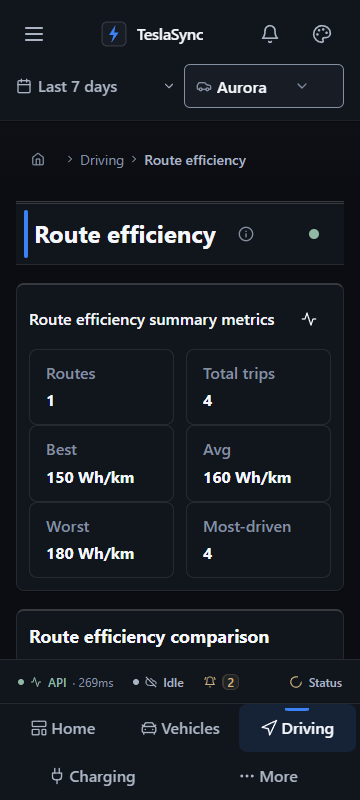 TeslaSync
Last 7 days
Aurora
Driving
Route efficiency
Route efficiency
Route efficiency summary metrics
Routes
1
Total trips
4
Best
150 Wh/km
Avg
160 Wh/km
Worst
180 Wh/km
Most-driven
4
Route efficiency comparison
API · 269ms
Idle
2
Status
Home
Vehicles
Driving
Charging
More